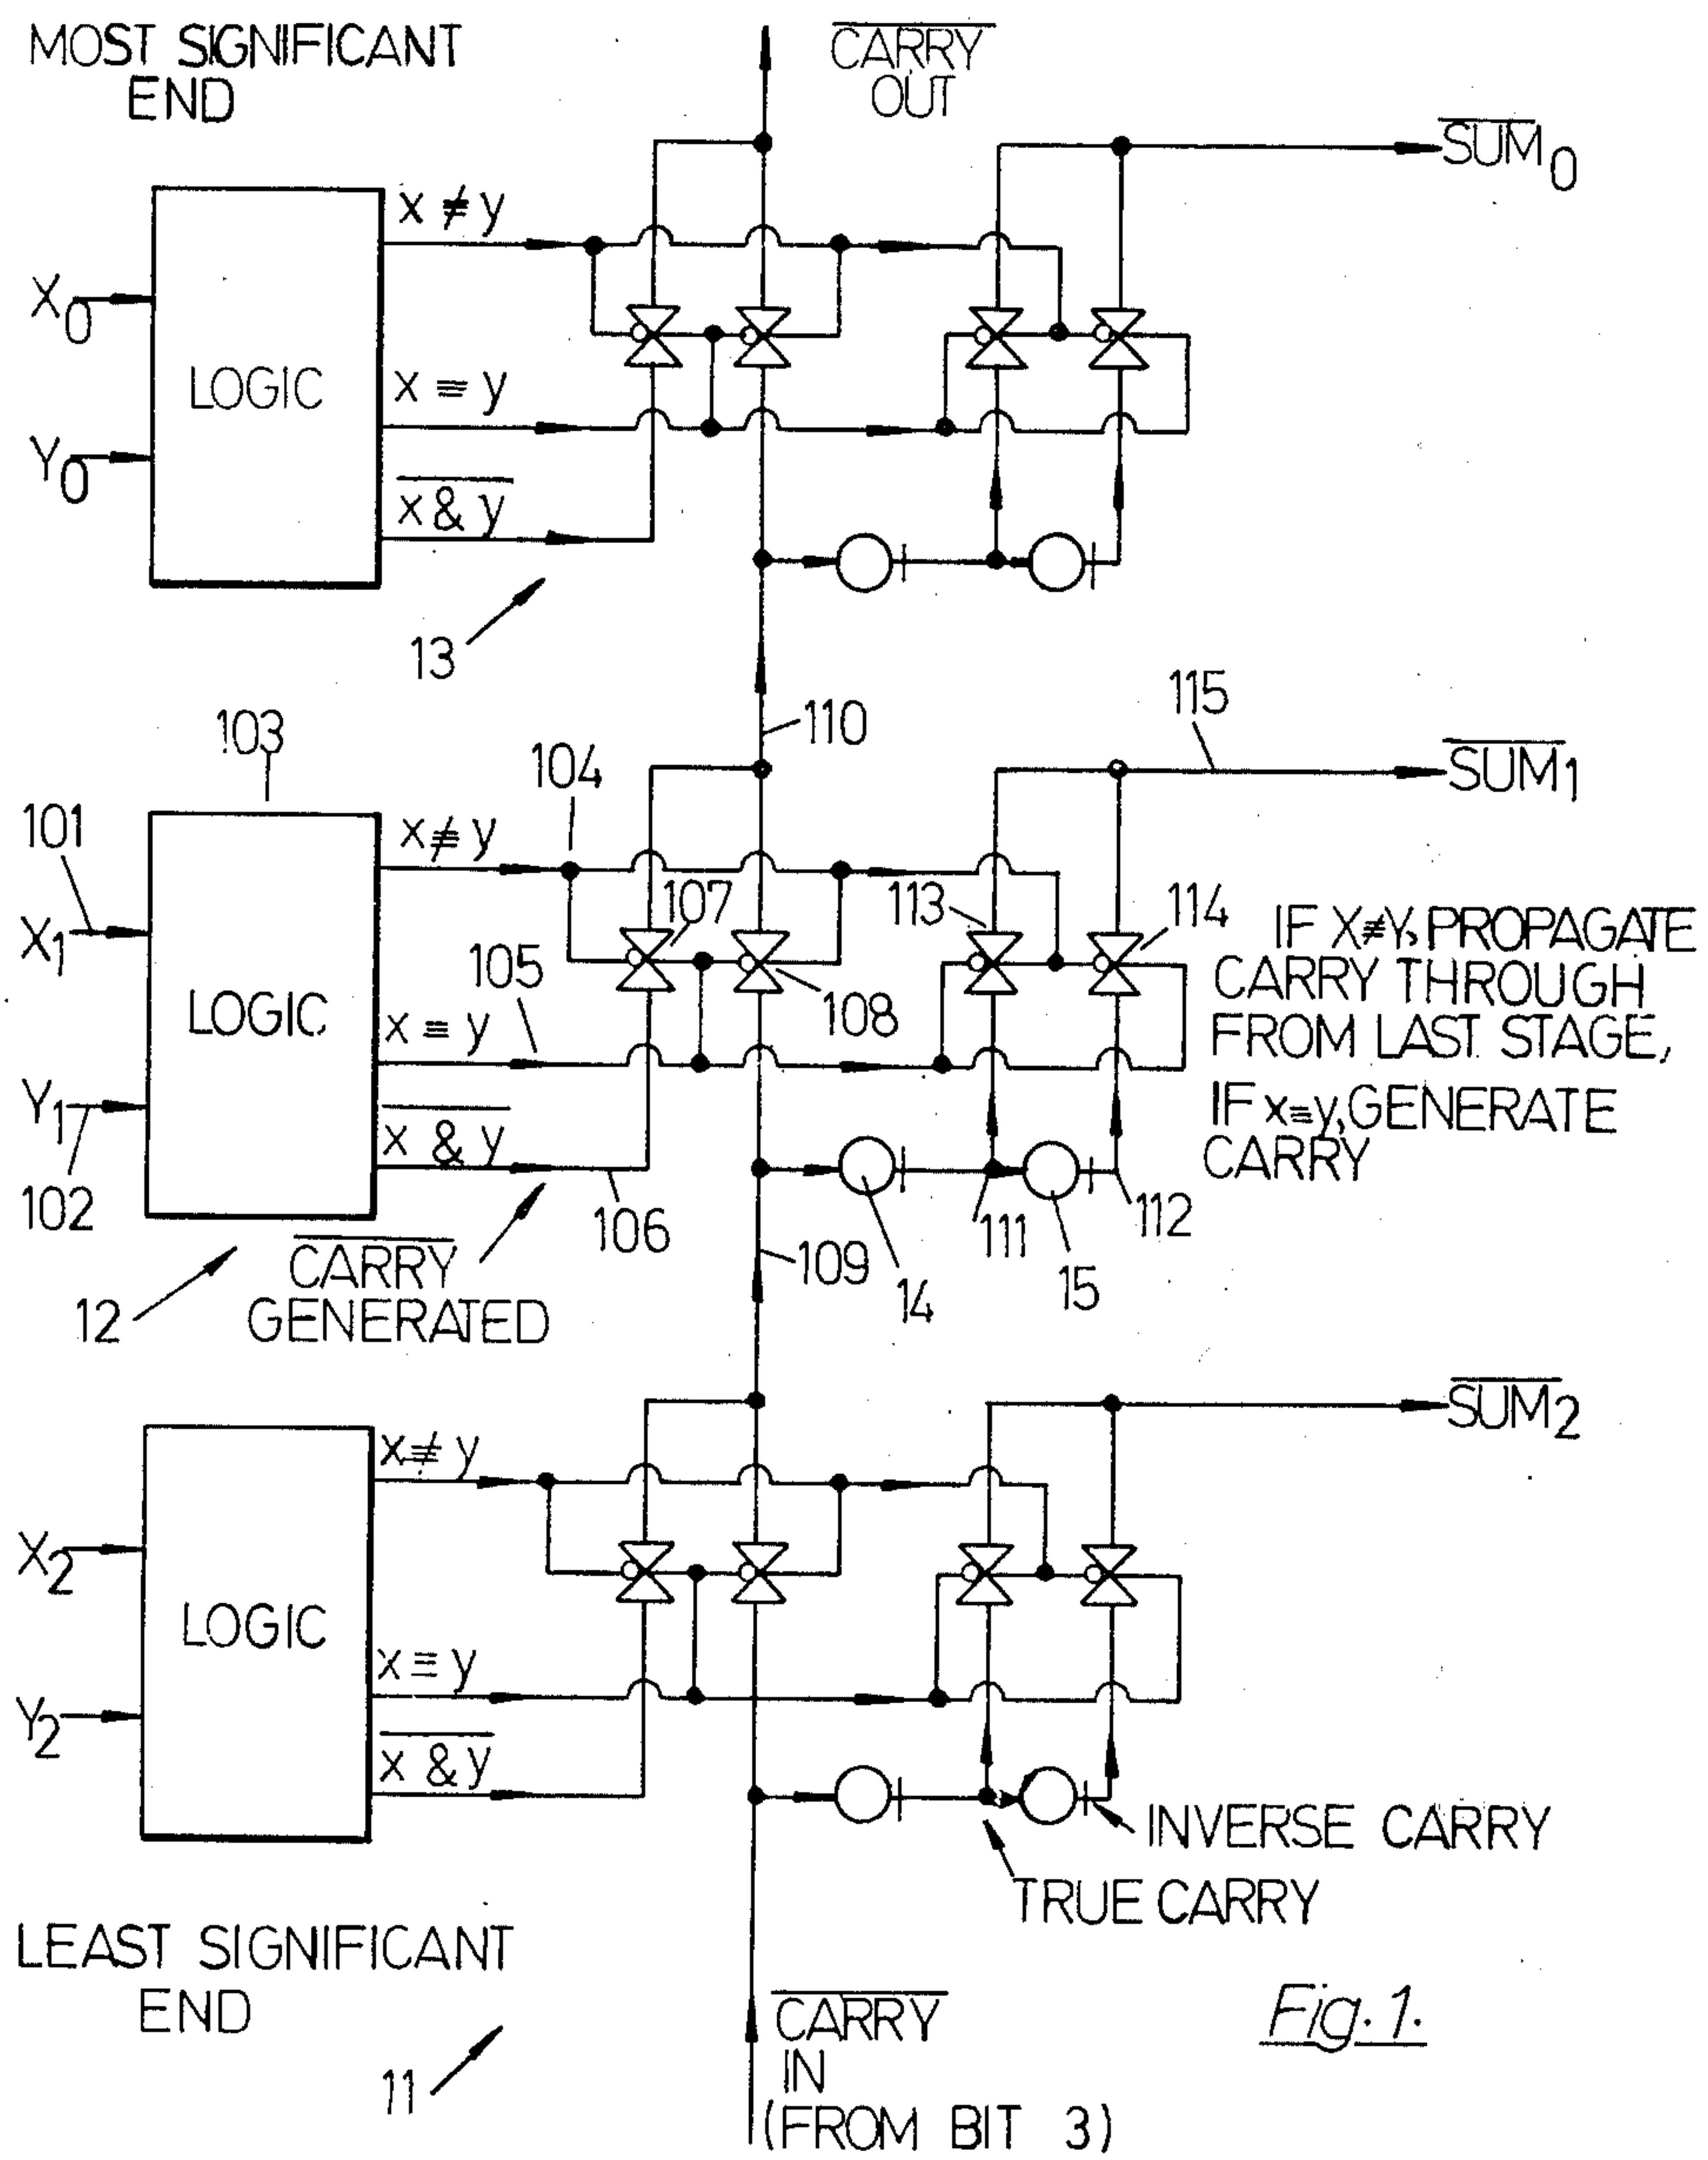 MOST SIGNIFICANT
END
CARRY
OUT
SUM0
x ≢ y
X0
LOGIC
x ≡ y
Y0
x & y
13
115
110
103
104
SUM1
101
x ≢ y
107
113
114
X1
IF X≢Y, PROPAGATE
CARRY THROUGH
FROM LAST STAGE,
IF x≡y, GENERATE
CARRY
105
108
LOGIC
x ≡ y
Y1
x & y
102
106
111
112
CARRY
GENERATED
109
14
15
12
SUM2
x ≢ y
X2
LOGIC
x ≡ y
Y2
x & y
INVERSE CARRY
TRUE CARRY
LEAST SIGNIFICANT
END
11
CARRY
IN
(FROM BIT 3)
Fig. 1.